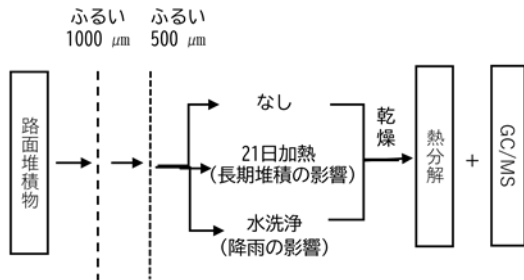 ふるい
1000 μm
ふるい
500 μm
路面堆積物
なし
21日加熱
(長期堆積の影響)
水洗浄
(降雨の影響)
乾燥
熱分解
+
GC/MS